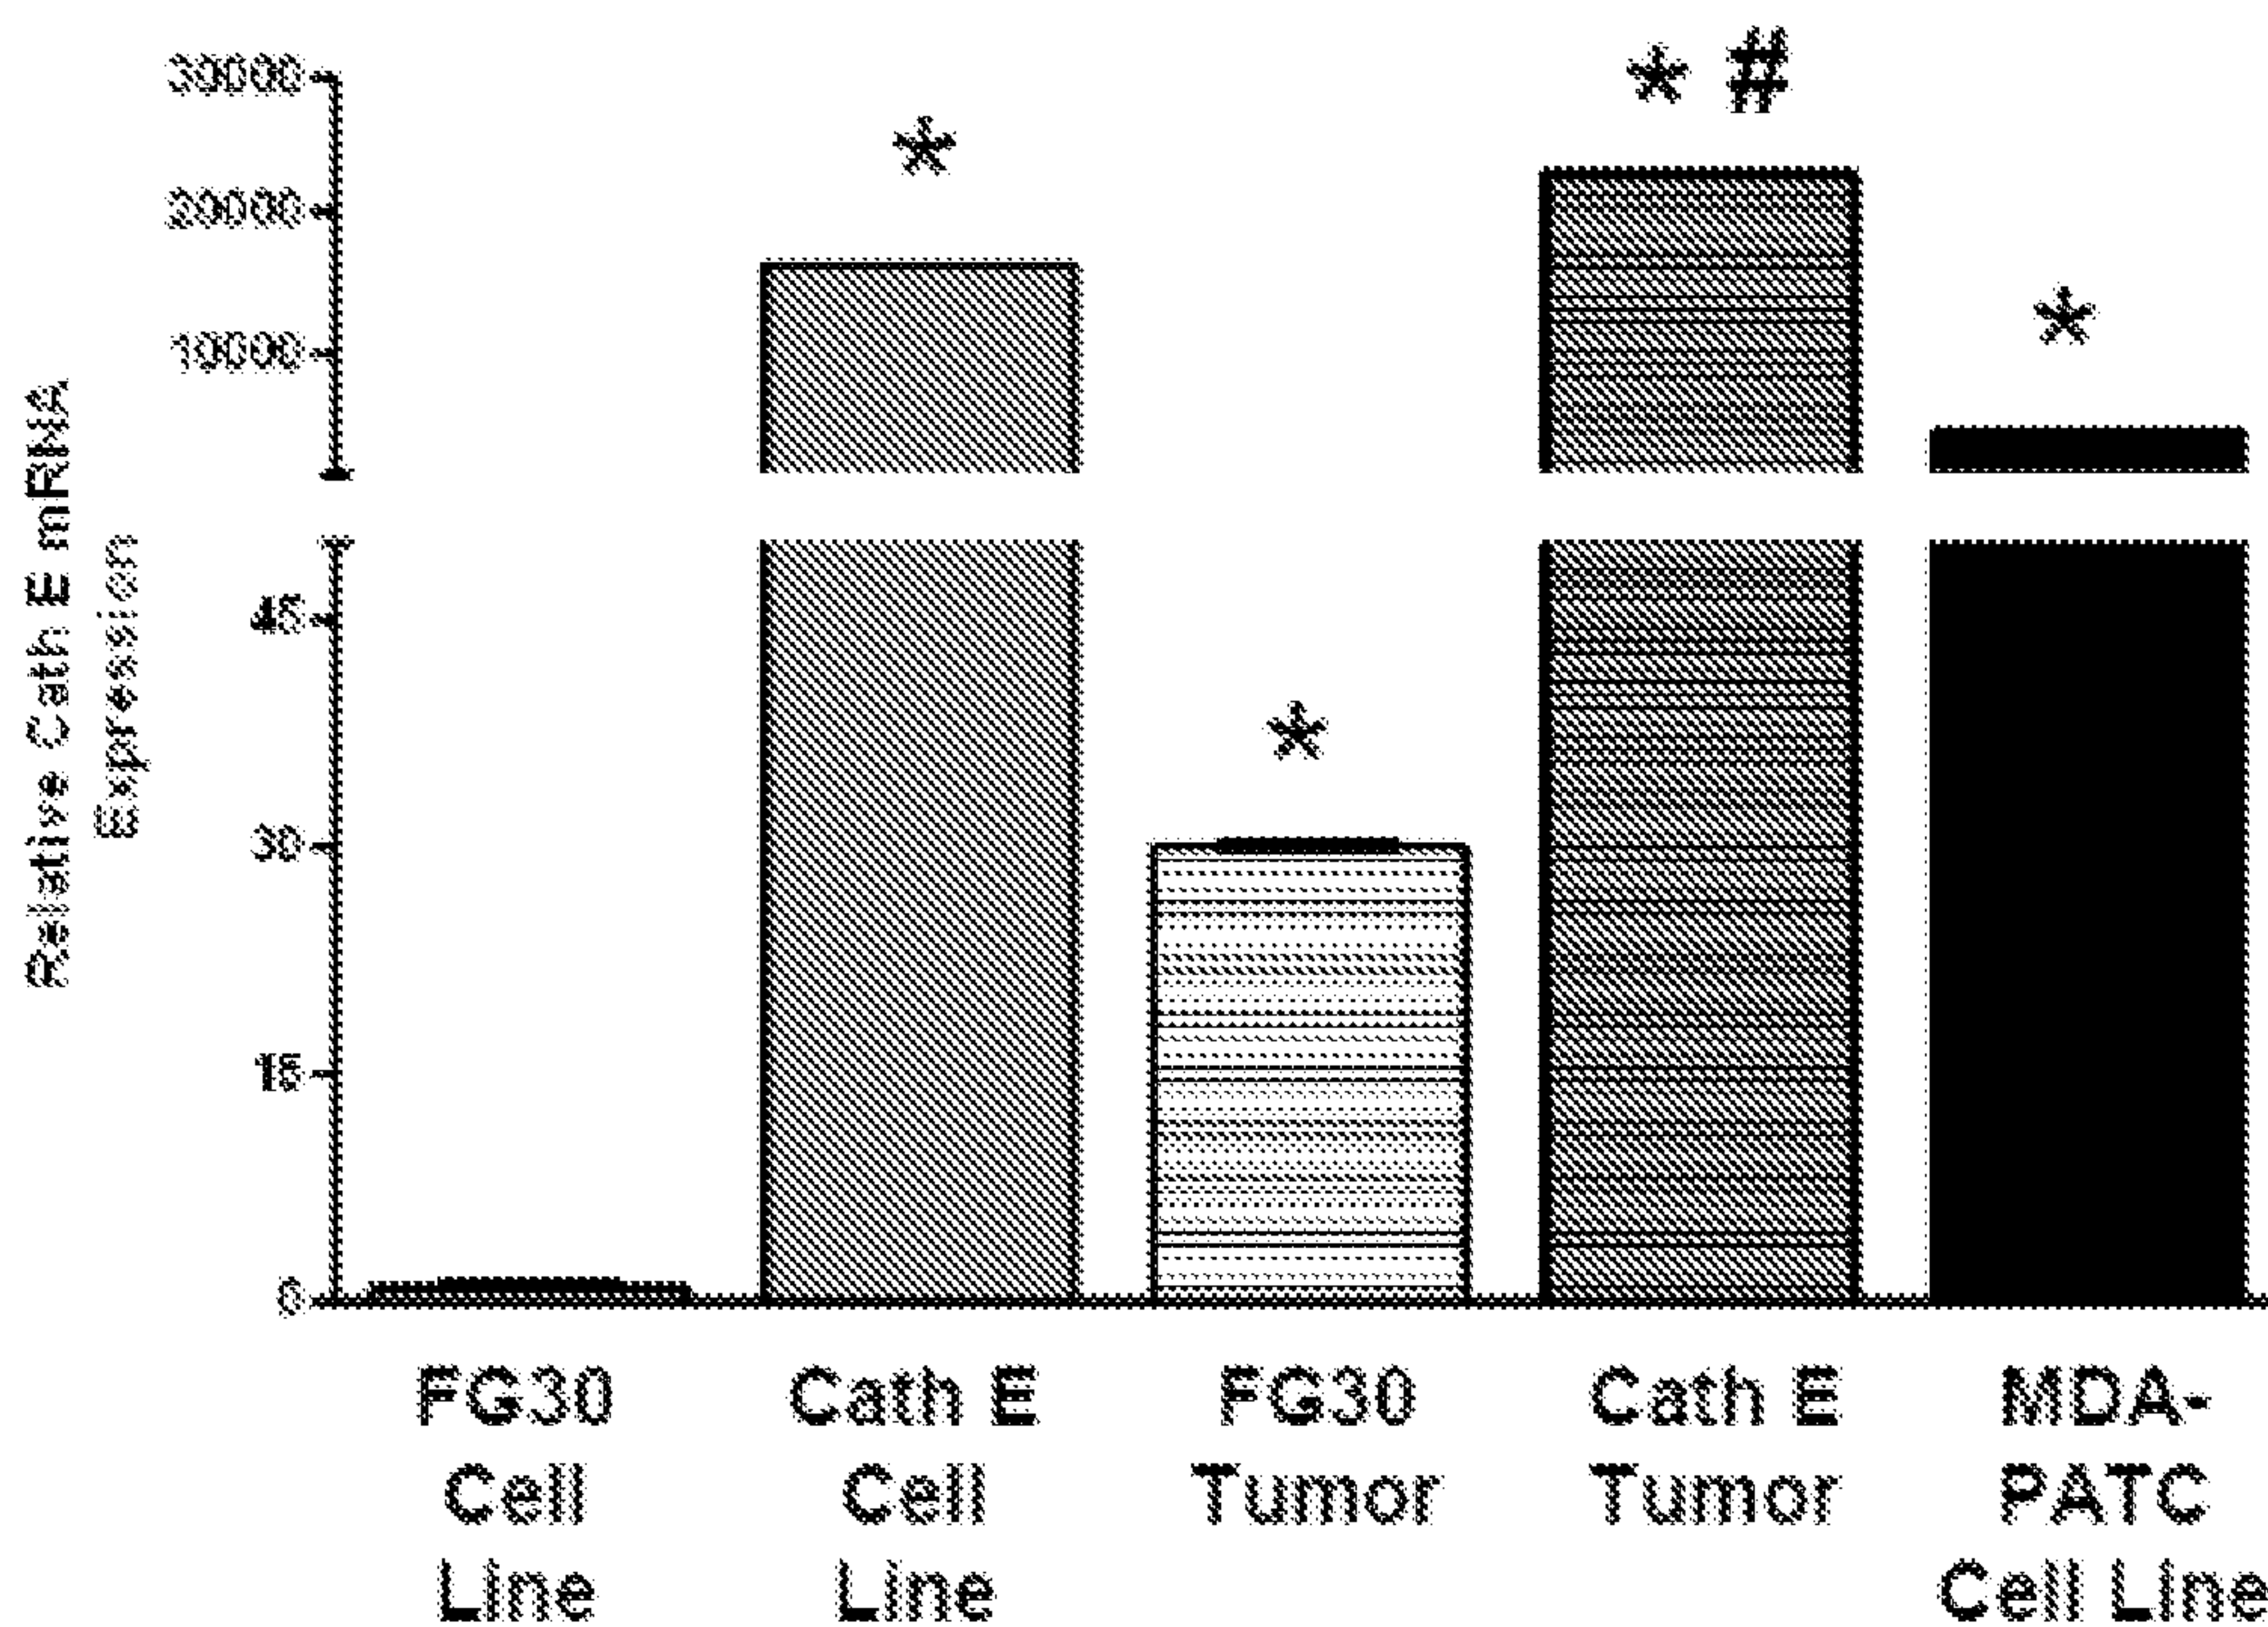 Relative Cath E mRNA
Expression
30000
20000
10000
45
30
15
0
*
* #
*
*
FG30
Cell
Line
Cath E
Cell
Line
FG30
Tumor
Cath E
Tumor
MDA-
PATC
Cell Line